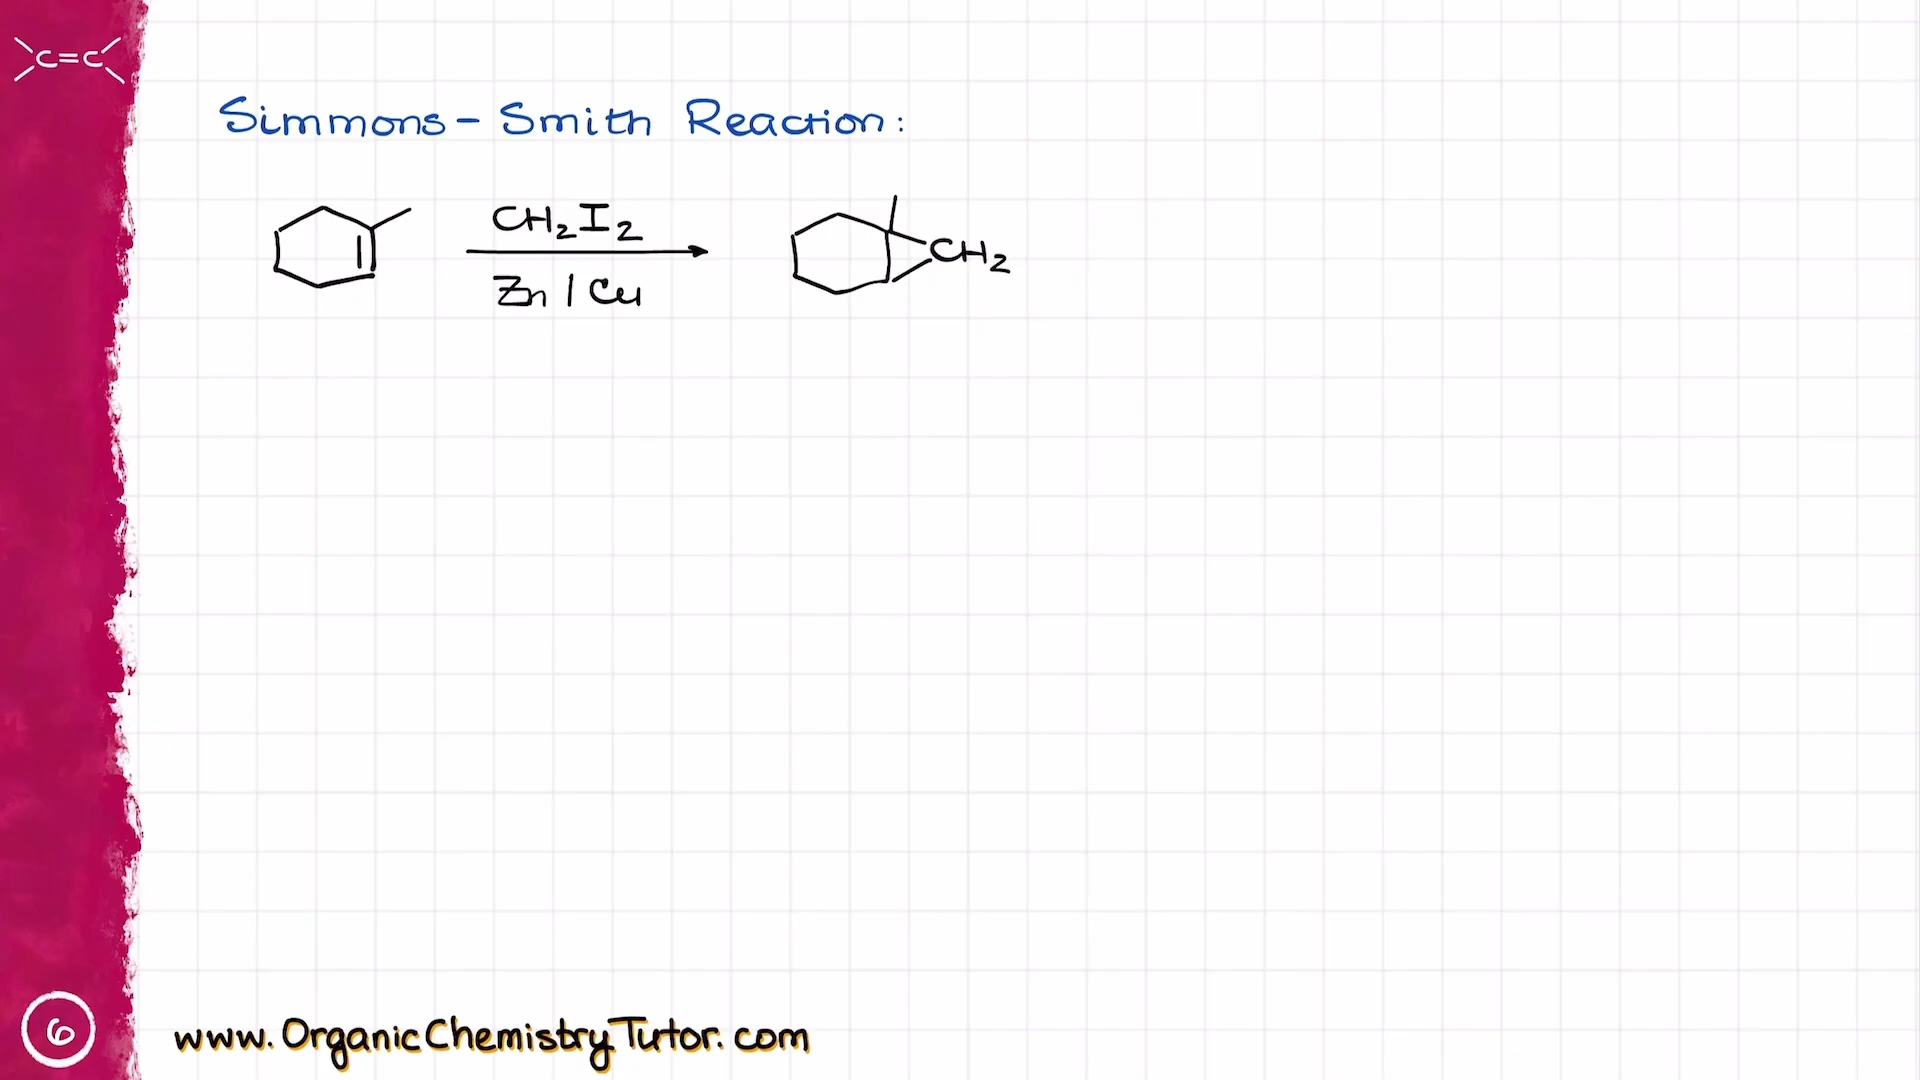 C=C
Simmons-Smith Reaction:
CH₂I₂
Zn/Cu
CH₂
6
www.OrganicChemistryTutor.com